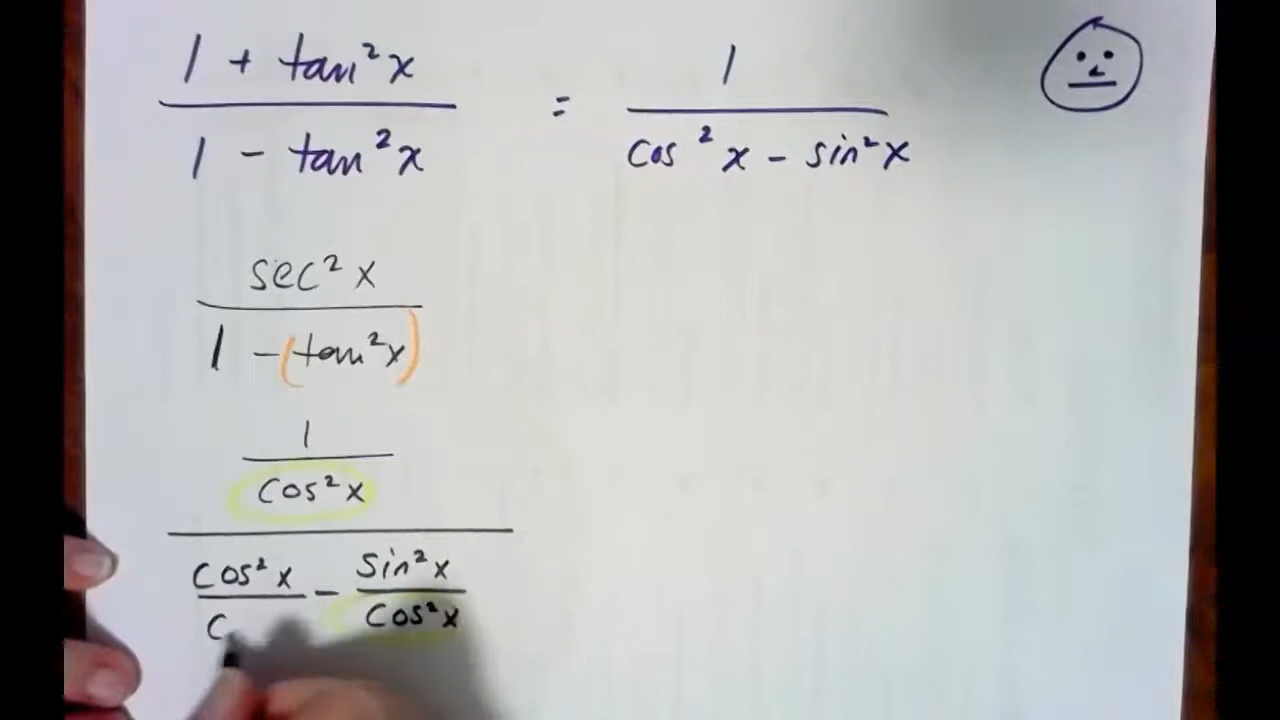 1 + tan²x / 1 - tan²x = 1 / cos²x - sin²x
sec²x / 1 - (tan²x)
1 / cos²x
cos²x / c - sin²x / cos²x